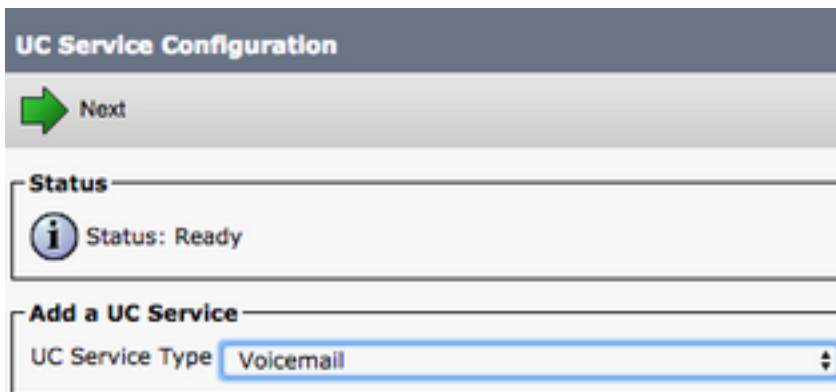 UC Service Configuration
Next
Status
i Status: Ready
Add a UC Service
UC Service Type Voicemail